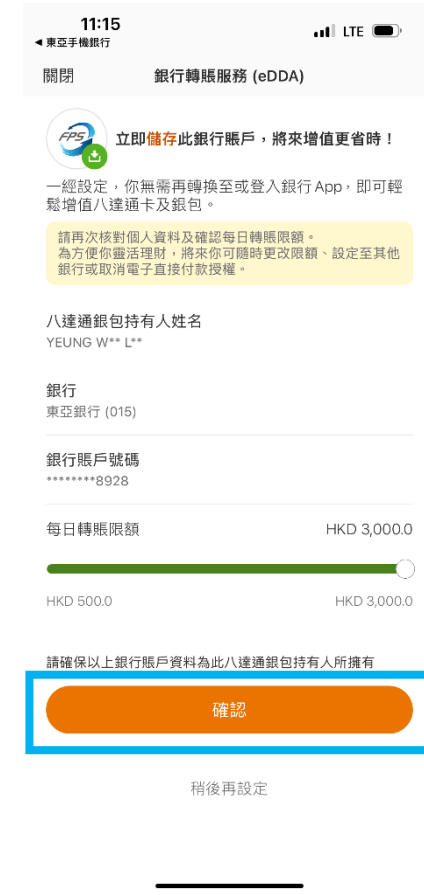 11:15
LTE
◀ 東亞手機銀行
關閉
銀行轉賬服務 (eDDA)
FPS
立即儲存此銀行賬戶，將來增值更省時！
一經設定，你無需再轉換至或登入銀行 App，即可輕
鬆增值八達通卡及銀包。
請再次核對個人資料及確認每日轉賬限額。
為方便你靈活理財，將來你可隨時更改限額、設定至其他
銀行或取消電子直接付款授權。
八達通銀包持有人姓名
YEUNG W** L**
銀行
東亞銀行 (015)
銀行賬戶號碼
********8928
每日轉賬限額
HKD 3,000.0
HKD 500.0
HKD 3,000.0
請確保以上銀行賬戶資料為此八達通銀包持有人所擁有
確認
稍後再設定